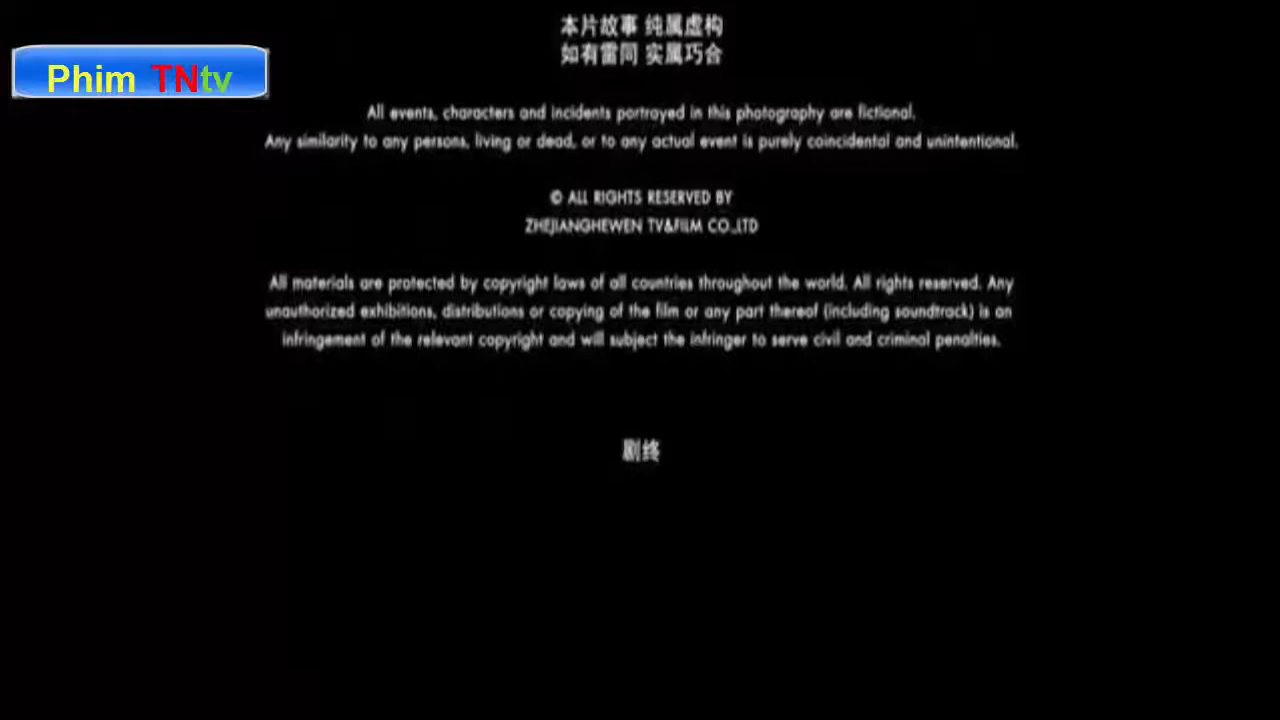 本片故事 纯属虚构
如有雷同 实属巧合
Phim TNtv
All events, characters and incidents portrayed in this photography are fictional.
Any similarity to any persons, living or dead, or to any actual event is purely coincidental and unintentional.
© ALL RIGHTS RESERVED BY
ZHEJIANGHEWEN TV&FILM CO.,LTD
All materials are protected by copyright laws of all countries throughout the world. All rights reserved. Any
unauthorized exhibitions, distributions or copying of the film or any part thereof (including soundtrack) is an
infringement of the relevant copyright and will subject the infringer to serve civil and criminal penalties.
剧终